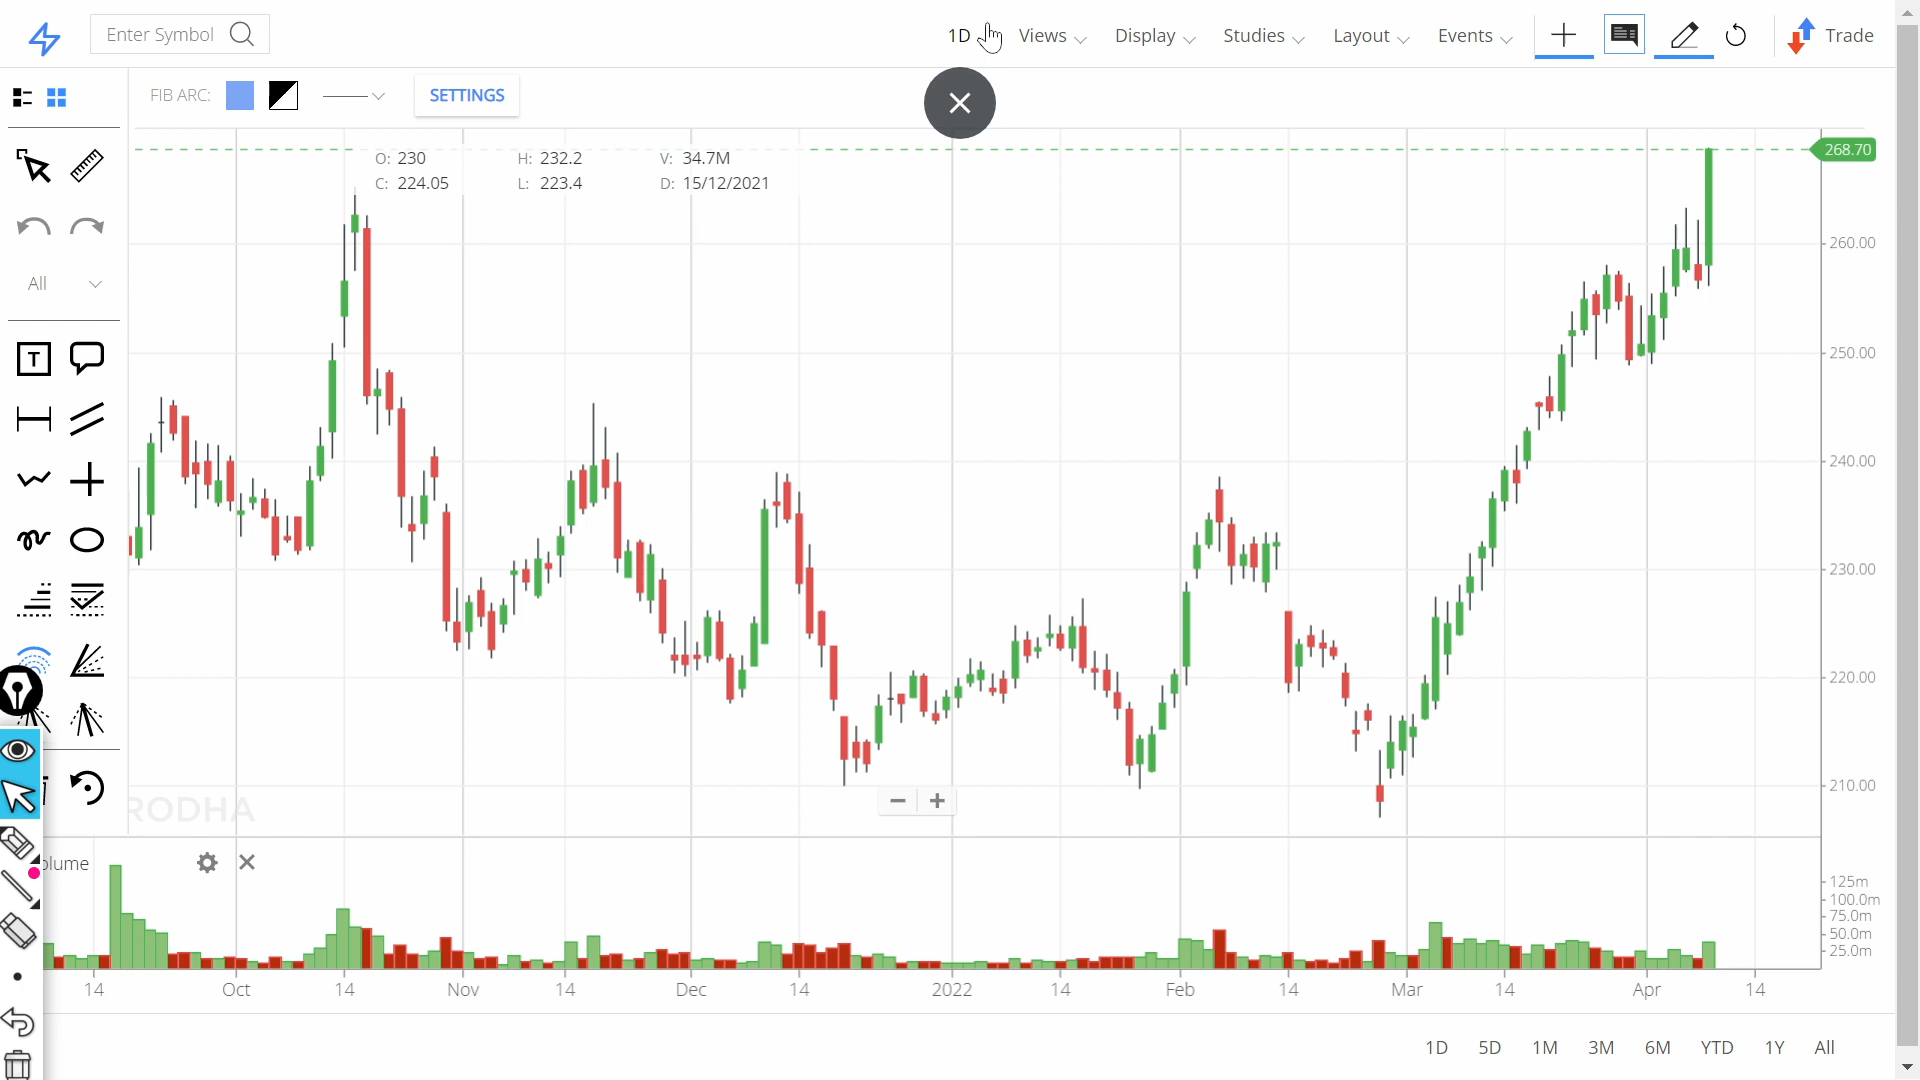 Enter Symbol
1D Views Display Studies Layout Events Trade
FIB ARC: SETTINGS
O: 230 H: 232.2 V: 34.7M
C: 224.05 L: 223.4 D: 15/12/2021
268.70
260.00
All
250.00
T
240.00
230.00
220.00
210.00
RODHA
olume
125m
100.0m
75.0m
50.0m
25.0m
14 Oct 14 Nov 14 Dec 14 2022 14 Feb 14 Mar 14 Apr 14
1D 5D 1M 3M 6M YTD 1Y All